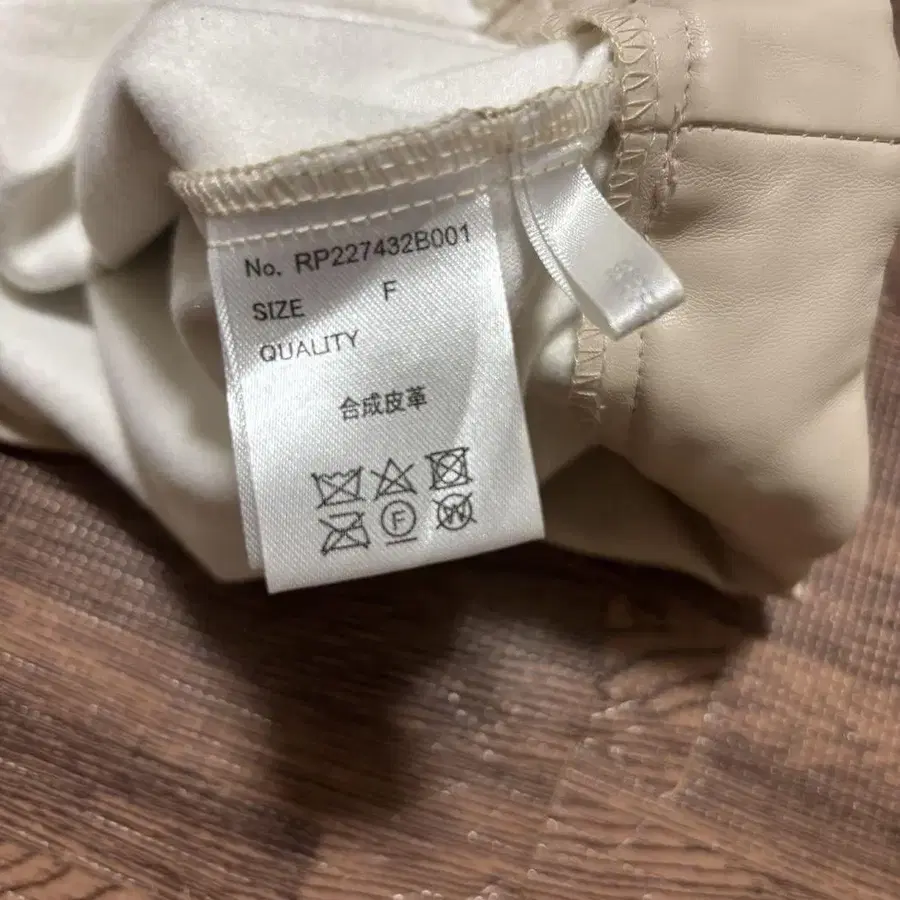 No. RP227432B001
SIZE F
QUALITY
合成皮革
F
W